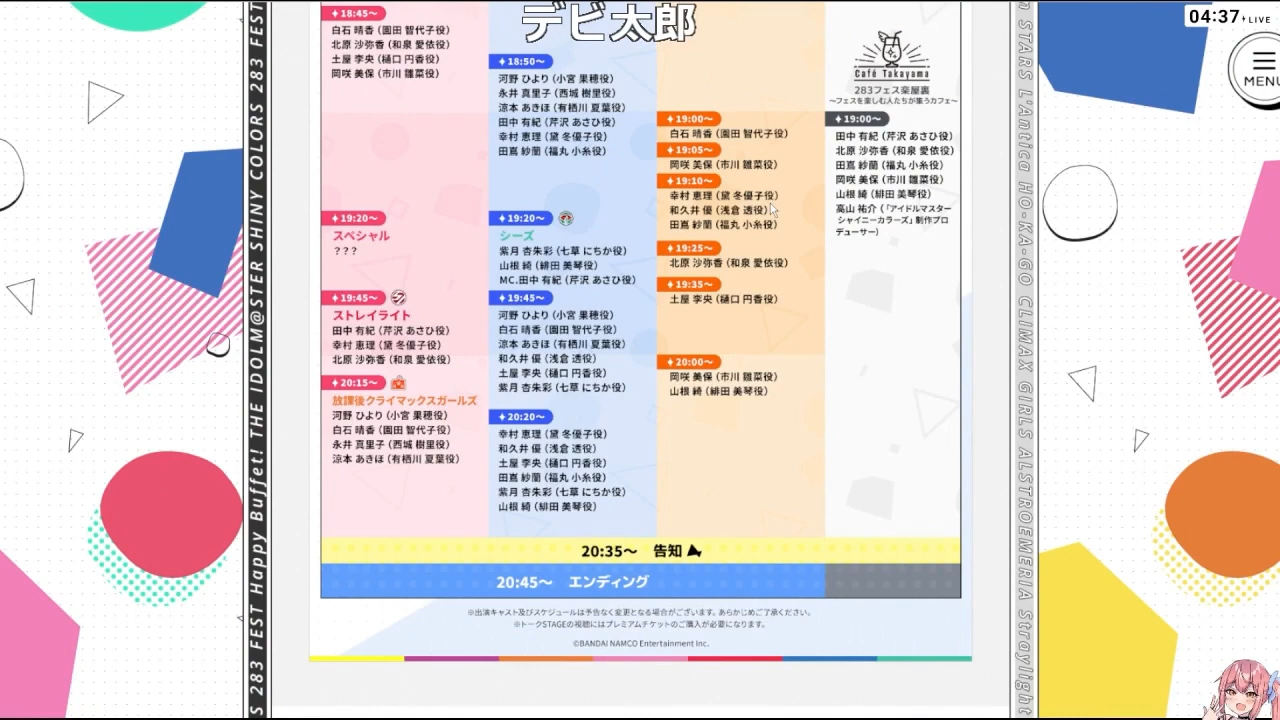 デビ太郎
04:37 LIVE
MENU
S 283 FEST Happy Buffet! THE IDOLM@STER SHINY COLORS 283 FEST
18:45〜
白石 晴香 (園田 智代子役)
北原 沙弥香 (和泉 愛依役)
土屋 李央 (樋口 円香役)
岡咲 美保 (市川 雛菜役)
19:20〜
スペシャル
???
19:45〜
ストレイライト
田中 有紀 (芹沢 あさひ役)
幸村 恵理 (黛 冬優子役)
北原 沙弥香 (和泉 愛依役)
20:15〜
放課後クライマックスガールズ
河野 ひより (小宮 果穂役)
白石 晴香 (園田 智代子役)
永井 真里子 (西城 樹里役)
涼本 あきほ (有栖川 夏葉役)
18:50〜
河野 ひより (小宮 果穂役)
永井 真里子 (西城 樹里役)
涼本 あきほ (有栖川 夏葉役)
田中 有紀 (芹沢 あさひ役)
幸村 恵理 (黛 冬優子役)
田嶌 紗蘭 (福丸 小糸役)
19:20〜
シーズ
紫月 杏朱彩 (七草 にちか役)
山根 綺 (緋田 美琴役)
MC.田中 有紀 (芹沢 あさひ役)
19:45〜
河野 ひより (小宮 果穂役)
白石 晴香 (園田 智代子役)
涼本 あきほ (有栖川 夏葉役)
和久井 優 (浅倉 透役)
土屋 李央 (樋口 円香役)
紫月 杏朱彩 (七草 にちか役)
20:20〜
幸村 恵理 (黛 冬優子役)
和久井 優 (浅倉 透役)
土屋 李央 (樋口 円香役)
田嶌 紗蘭 (福丸 小糸役)
紫月 杏朱彩 (七草 にちか役)
山根 綺 (緋田 美琴役)
19:00〜
白石 晴香 (園田 智代子役)
19:05〜
岡咲 美保 (市川 雛菜役)
19:10〜
幸村 恵理 (黛 冬優子役)
和久井 優 (浅倉 透役)
田嶌 紗蘭 (福丸 小糸役)
19:25〜
北原 沙弥香 (和泉 愛依役)
19:35〜
土屋 李央 (樋口 円香役)
20:00〜
岡咲 美保 (市川 雛菜役)
山根 綺 (緋田 美琴役)
Café Takayama
283フェス楽屋裏
〜フェスを楽しむ人たちが集うカフェ〜
19:00〜
田中 有紀 (芹沢 あさひ役)
北原 沙弥香 (和泉 愛依役)
田嶌 紗蘭 (福丸 小糸役)
岡咲 美保 (市川 雛菜役)
山根 綺 (緋田 美琴役)
高山 祐介 (「アイドルマスター
シャイニーカラーズ」制作プロ
デューサー)
20:35〜 告知
20:45〜 エンディング
※出演キャスト及びスケジュールは予告なく変更となる場合がございます。あらかじめご了承ください。
※トークSTAGEの視聴にはプレミアムチケットのご購入が必要になります。
©BANDAI NAMCO Entertainment Inc.
n STARS L'Antica HO-KA-GO CLIMAX GIRLS ALSTROEMERIA Straylight